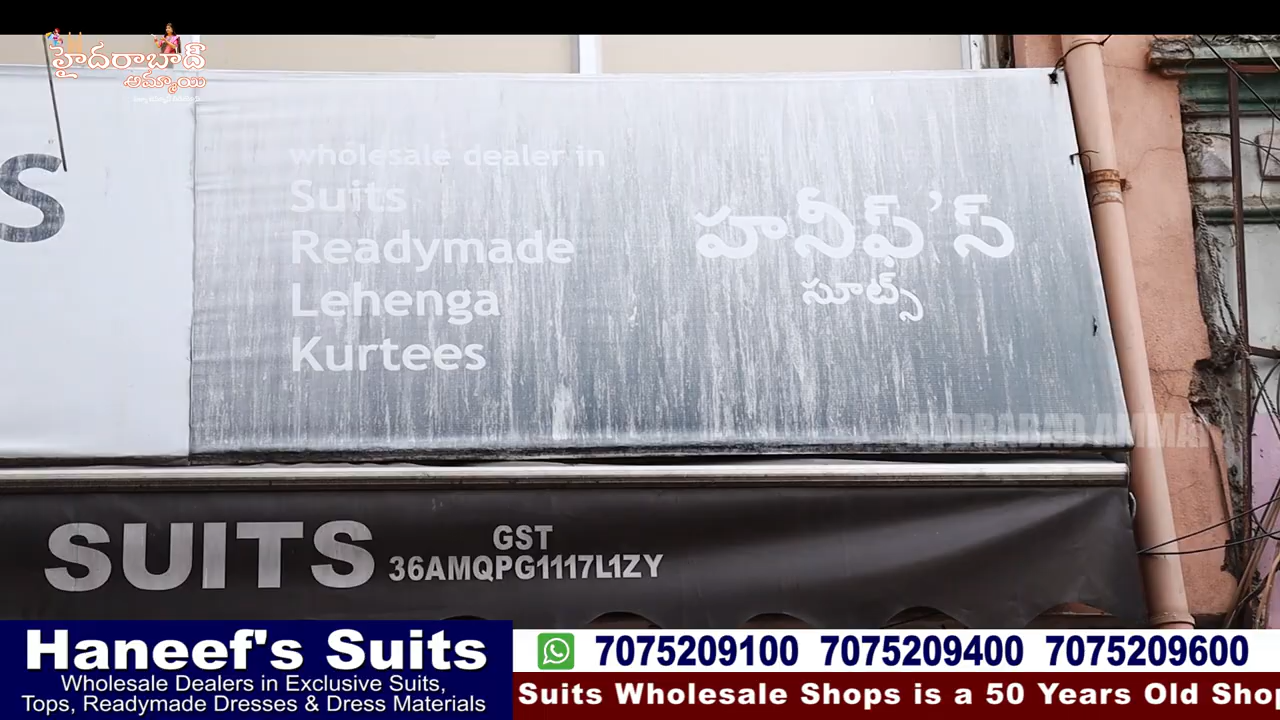 హైదరాబాద్
అమ్మాయి
S
wholesale dealer in
Suits
Readymade
Lehenga
Kurtees
హనీఫ్'స్
సూట్స్
SUITS
GST
36AMQPG1117L1ZY
Haneef's Suits
Wholesale Dealers in Exclusive Suits,
Tops, Readymade Dresses & Dress Materials
7075209100 7075209400 7075209600
Suits Wholesale Shops is a 50 Years Old Shop